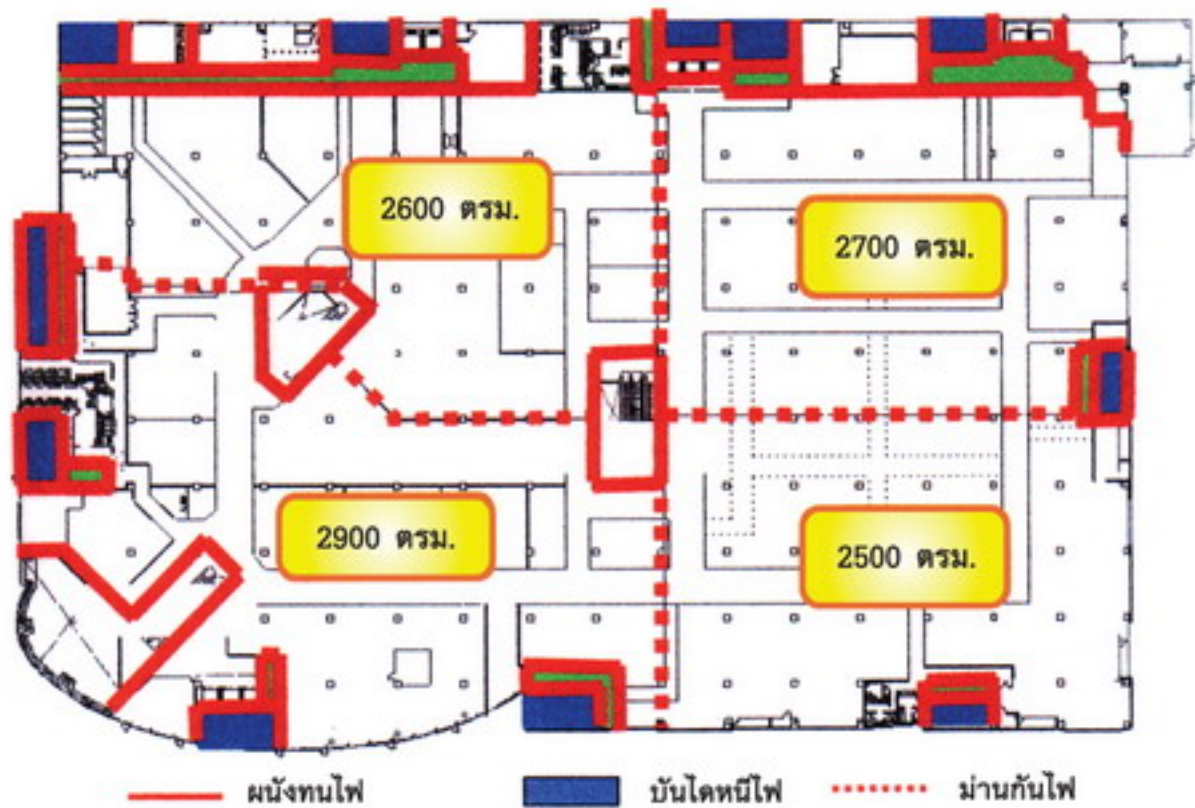 2600 ตรม.
2700 ตรม.
2900 ตรม.
2500 ตรม.
ผนังทนไฟ
บันไดหนีไฟ
ม่านกันไฟ